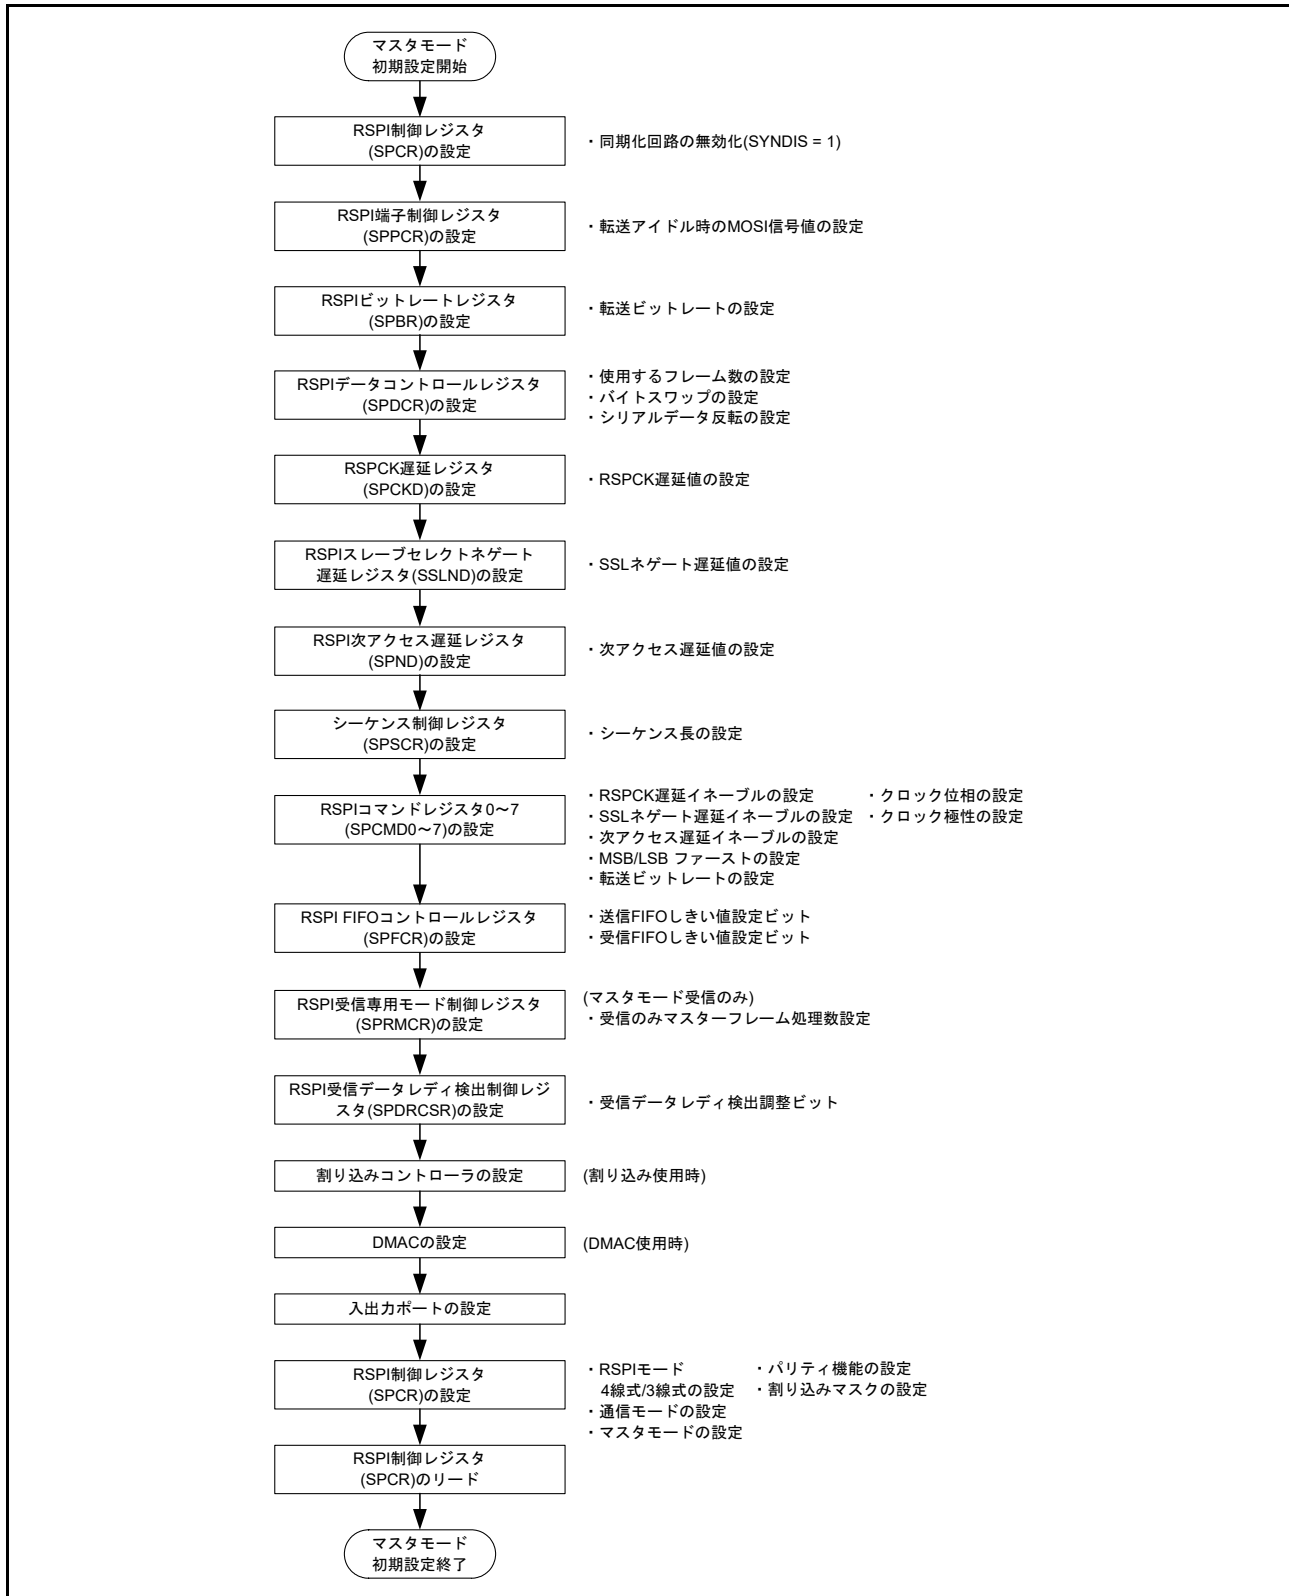 マスタモード
初期設定開始
RSPI制御レジスタ
(SPCR)の設定
・同期化回路の無効化(SYNDIS = 1)
RSPI端子制御レジスタ
(SPPCR)の設定
・転送アイドル時のMOSI信号値の設定
RSPIビットレートレジスタ
(SPBR)の設定
・転送ビットレートの設定
RSPIデータコントロールレジスタ
(SPDCR)の設定
・使用するフレーム数の設定
・バイトスワップの設定
・シリアルデータ反転の設定
RSPCK遅延レジスタ
(SPCKD)の設定
・RSPCK遅延値の設定
RSPIスレーブセレクトネゲート
遅延レジスタ(SSLND)の設定
・SSLネゲート遅延値の設定
RSPI次アクセス遅延レジスタ
(SPND)の設定
・次アクセス遅延値の設定
シーケンス制御レジスタ
(SPSCR)の設定
・シーケンス長の設定
RSPIコマンドレジスタ0～7
(SPCMD0～7)の設定
・RSPCK遅延イネーブルの設定 ・クロック位相の設定
・SSLネゲート遅延イネーブルの設定 ・クロック極性の設定
・次アクセス遅延イネーブルの設定
・MSB/LSB ファーストの設定
・転送ビットレートの設定
RSPI FIFOコントロールレジスタ
(SPFCR)の設定
・送信FIFOしきい値設定ビット
・受信FIFOしきい値設定ビット
RSPI受信専用モード制御レジスタ
(SPRMCR)の設定
(マスタモード受信のみ)
・受信のみマスターフレーム処理数設定
RSPI受信データレディ検出制御レジ
スタ(SPDRCSR)の設定
・受信データレディ検出調整ビット
割り込みコントローラの設定
(割り込み使用時)
DMACの設定
(DMAC使用時)
入出力ポートの設定
RSPI制御レジスタ
(SPCR)の設定
・RSPIモード ・パリティ機能の設定
4線式/3線式の設定 ・割り込みマスクの設定
・通信モードの設定
・マスタモードの設定
RSPI制御レジスタ
(SPCR)のリード
マスタモード
初期設定終了